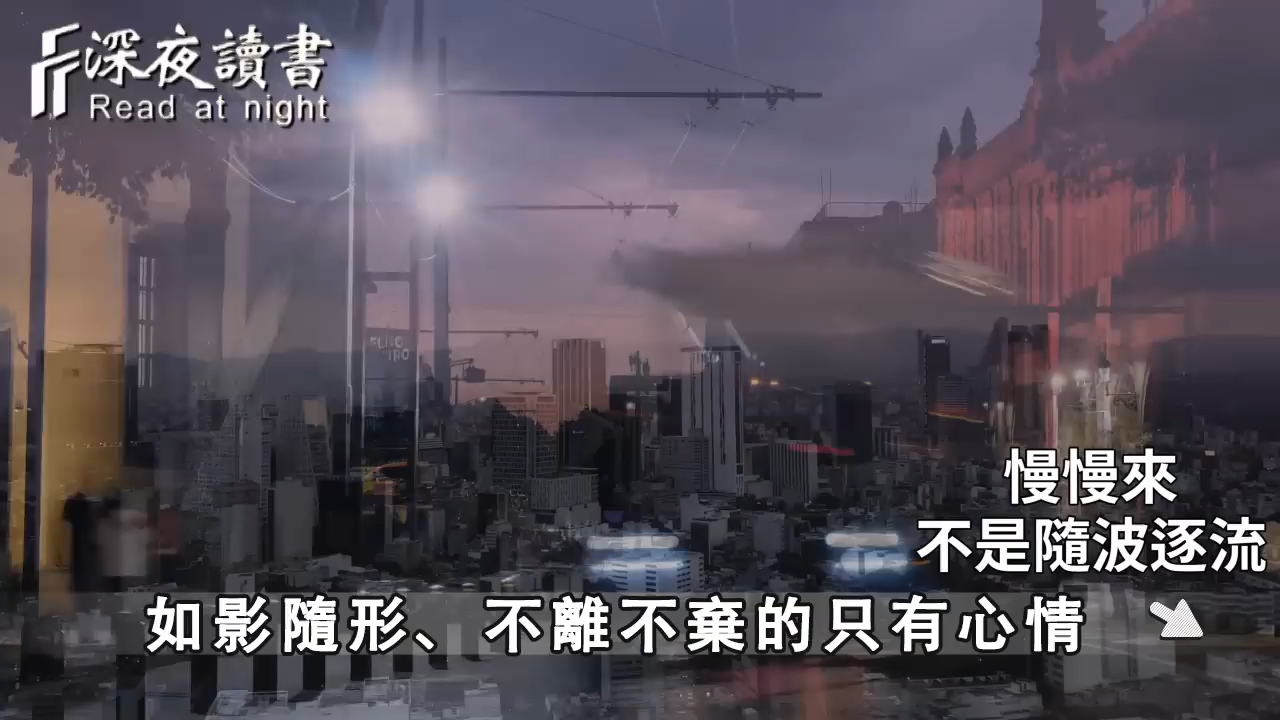 深夜讀書
Read at night
慢慢來
不是隨波逐流
如影隨形、不離不棄的只有心情